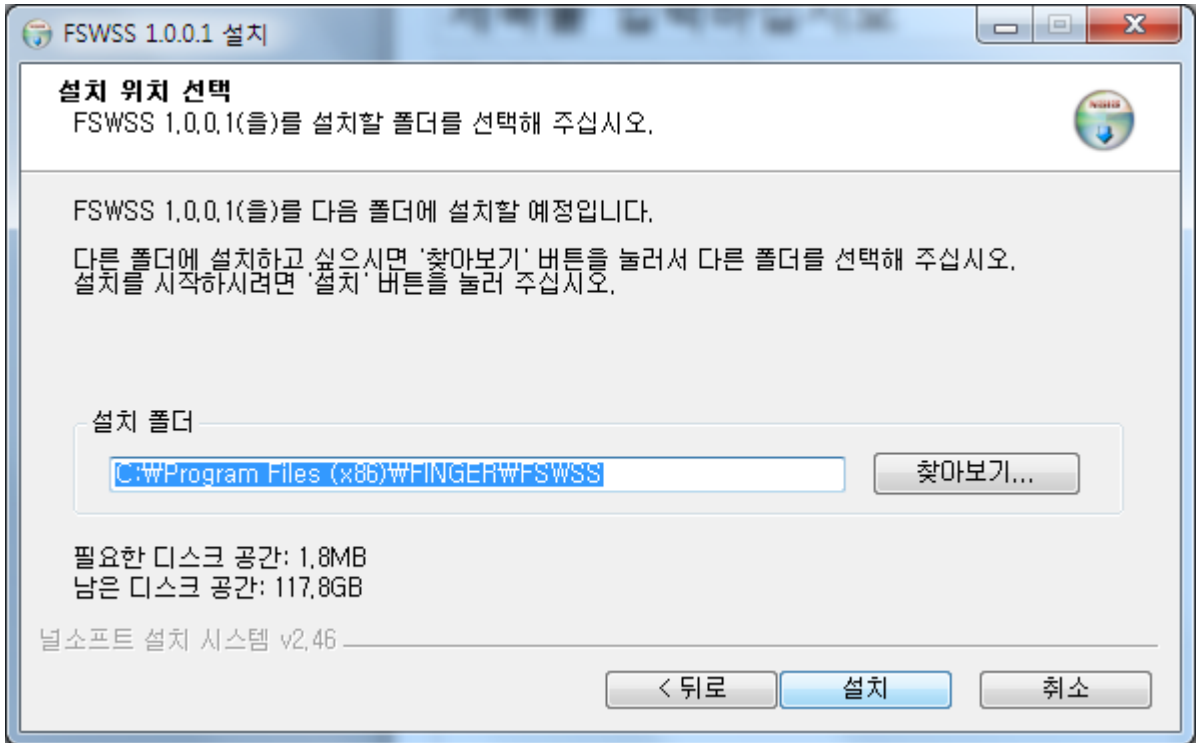 FSWSS 1.0.0.1 설치
설치 위치 선택
FSWSS 1.0.0.1(을)를 설치할 폴더를 선택해 주십시오.
FSWSS 1.0.0.1(을)를 다음 폴더에 설치할 예정입니다.
다른 폴더에 설치하고 싶으시면 '찾아보기' 버튼을 눌러서 다른 폴더를 선택해 주십시오.
설치를 시작하시려면 '설치' 버튼을 눌러 주십시오.
설치 폴더
C:₩Program Files (x86)₩FINGER₩FSWSS
찾아보기...
필요한 디스크 공간: 1.8MB
남은 디스크 공간: 117.8GB
널소프트 설치 시스템 v2.46
< 뒤로
설치
취소